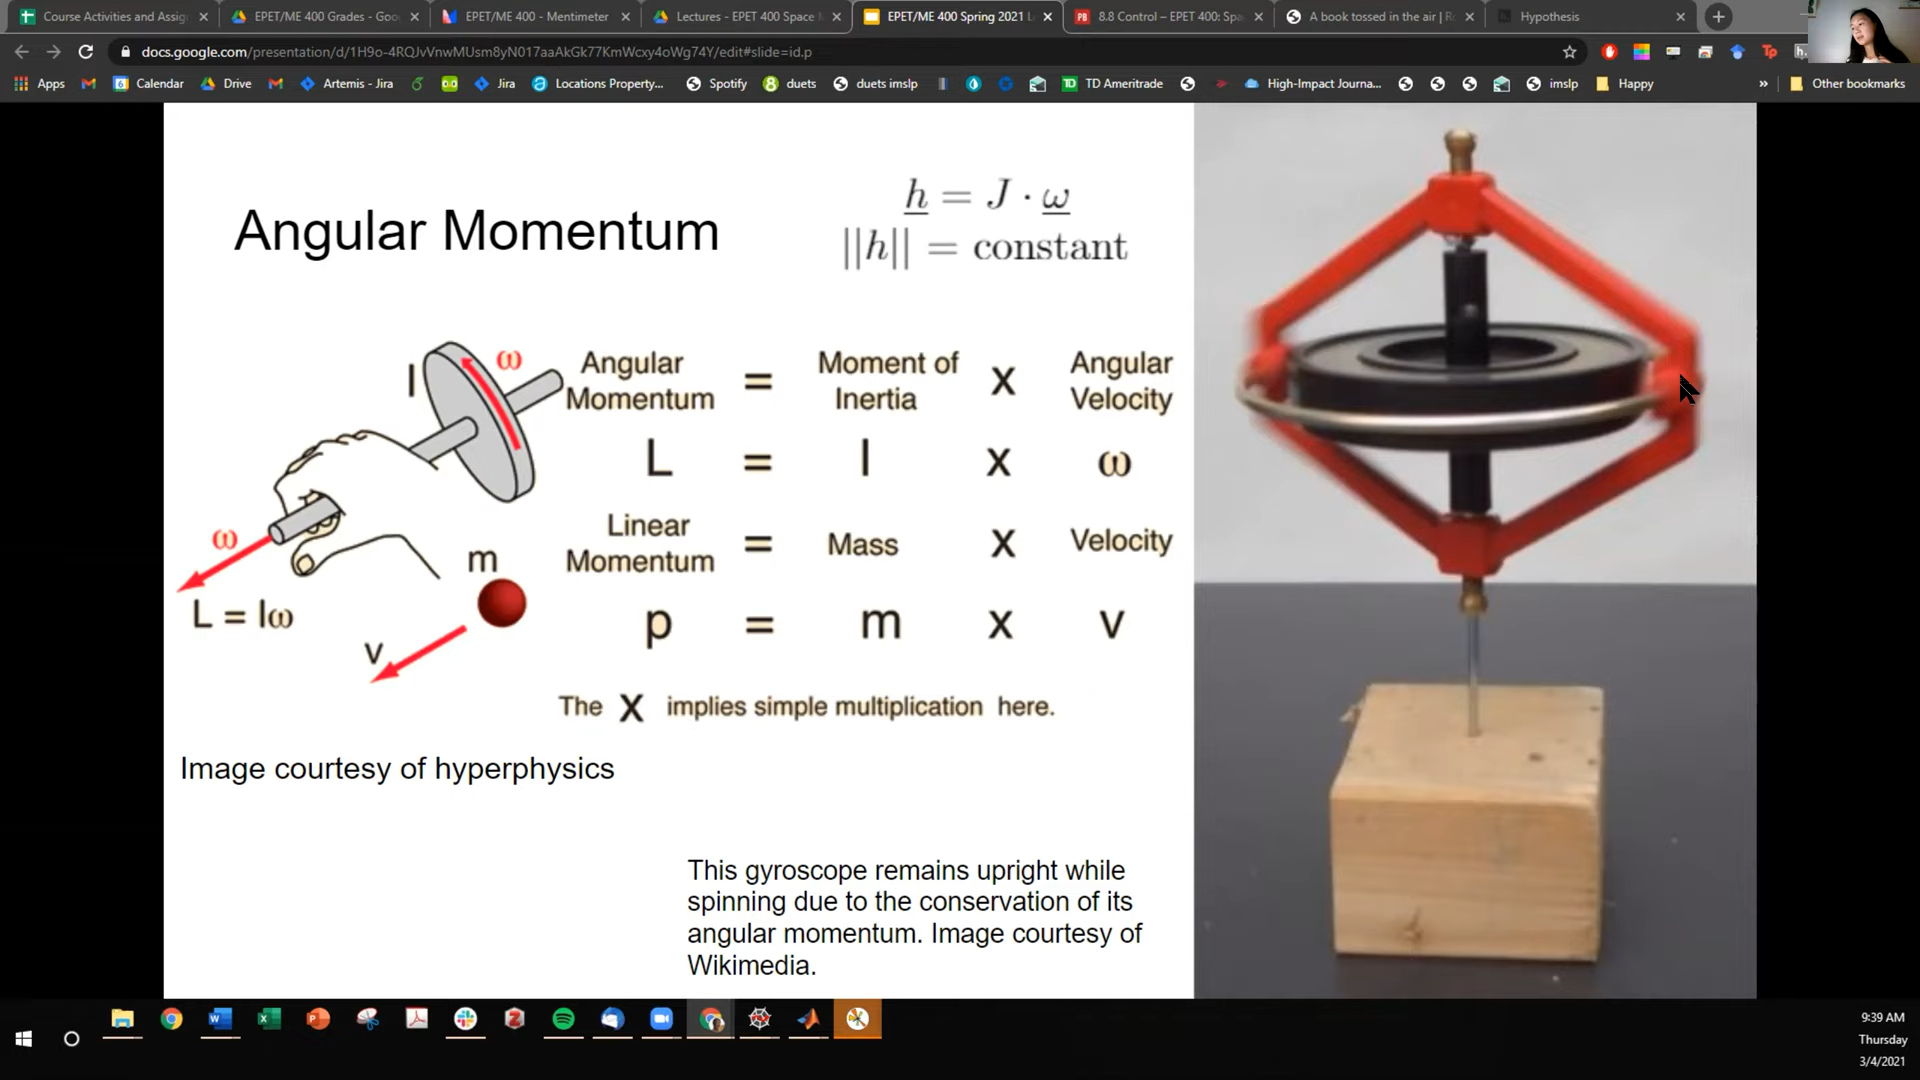 Course Activities and Assig
EPET/ME 400 Grades - Goo
EPET/ME 400 - Mentimeter
Lectures - EPET 400 Space
EPET/ME 400 Spring 2021 L
8.8 Control – EPET 400: Spa
A book tossed in the air | R
Hypothesis
docs.google.com/presentation/d/1H9o-4RQJvVnwMUsm8yN017aaAkGk77KmWcxy4oWg74Y/edit#slide=id.p
Apps
Calendar
Drive
Artemis - Jira
Jira
Locations Property...
Spotify
duets
duets imslp
TD Ameritrade
High-Impact Journa...
imslp
Happy
»
Other bookmarks
Angular Momentum
h = J · ω
||h|| = constant
I
ω
Angular Momentum = Moment of Inertia x Angular Velocity
L = I x ω
ω
L = Iω
m
v
Linear Momentum = Mass x Velocity
p = m x v
The X implies simple multiplication here.
Image courtesy of hyperphysics
This gyroscope remains upright while
spinning due to the conservation of its
angular momentum. Image courtesy of
Wikimedia.
9:39 AM
Thursday
3/4/2021